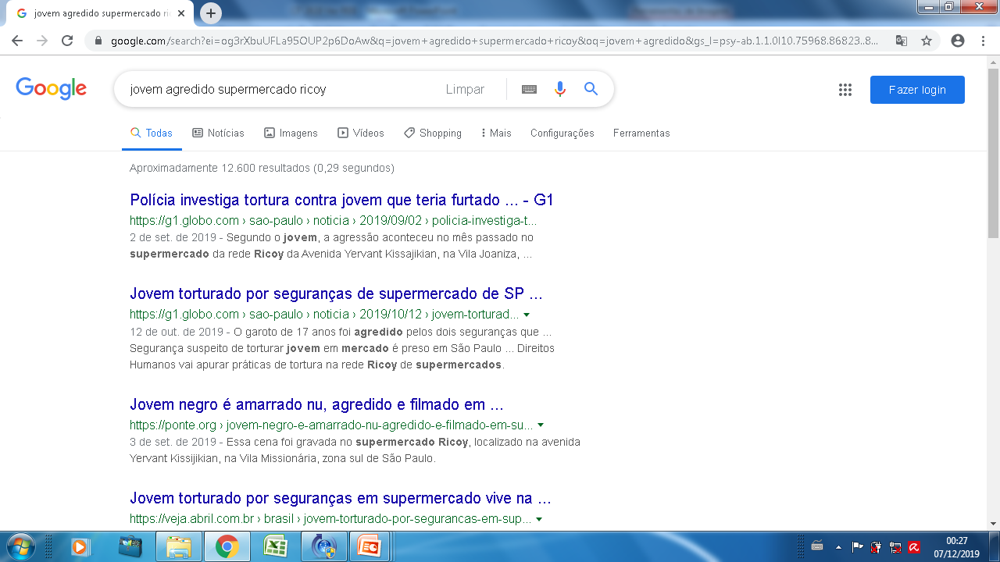 jovem agredido supermercado ri
google.com/search?ei=og3rXbuUFLa95OUP2p6DoAw&q=jovem+agredido+supermercado+ricoy&oq=jovem+agredido&gs_l=psy-ab.1.1.0l10.75968.86823..8...
Google
jovem agredido supermercado ricoy
Limpar
Fazer login
Todas Notícias Imagens Vídeos Shopping Mais Configurações Ferramentas
Aproximadamente 12.600 resultados (0,29 segundos)
Polícia investiga tortura contra jovem que teria furtado ... - G1
https://g1.globo.com › sao-paulo › noticia › 2019/09/02 › policia-investiga-t...
2 de set. de 2019 - Segundo o jovem, a agressão aconteceu no mês passado no
supermercado da rede Ricoy da Avenida Yervant Kissajikian, na Vila Joaniza, ...
Jovem torturado por seguranças de supermercado de SP ...
https://g1.globo.com › sao-paulo › noticia › 2019/10/12 › jovem-torturad...
12 de out. de 2019 - O garoto de 17 anos foi agredido pelos dois seguranças que ...
Segurança suspeito de torturar jovem em mercado é preso em São Paulo ... Direitos
Humanos vai apurar práticas de tortura na rede Ricoy de supermercados.
Jovem negro é amarrado nu, agredido e filmado em ...
https://ponte.org › jovem-negro-e-amarrado-nu-agredido-e-filmado-em-su...
3 de set. de 2019 - Essa cena foi gravada no supermercado Ricoy, localizado na avenida
Yervant Kissijikian, na Vila Missionária, zona sul de São Paulo.
Jovem torturado por seguranças em supermercado vive na ...
https://veja.abril.com.br › brasil › jovem-torturado-por-segurancas-em-sup...
00:27
07/12/2019